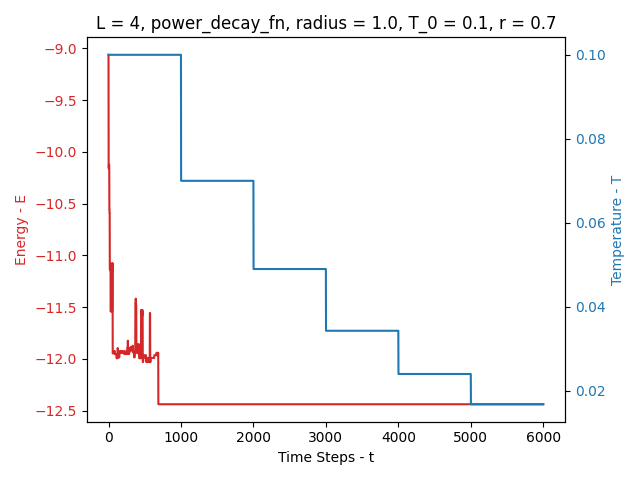 L = 4, power_decay_fn, radius = 1.0, T_0 = 0.1, r = 0.7
−9.0
−9.5
−10.0
−10.5
−11.0
−11.5
−12.0
−12.5
Energy - E
0.10
0.08
0.06
0.04
0.02
Temperature - T
0 1000 2000 3000 4000 5000 6000
Time Steps - t